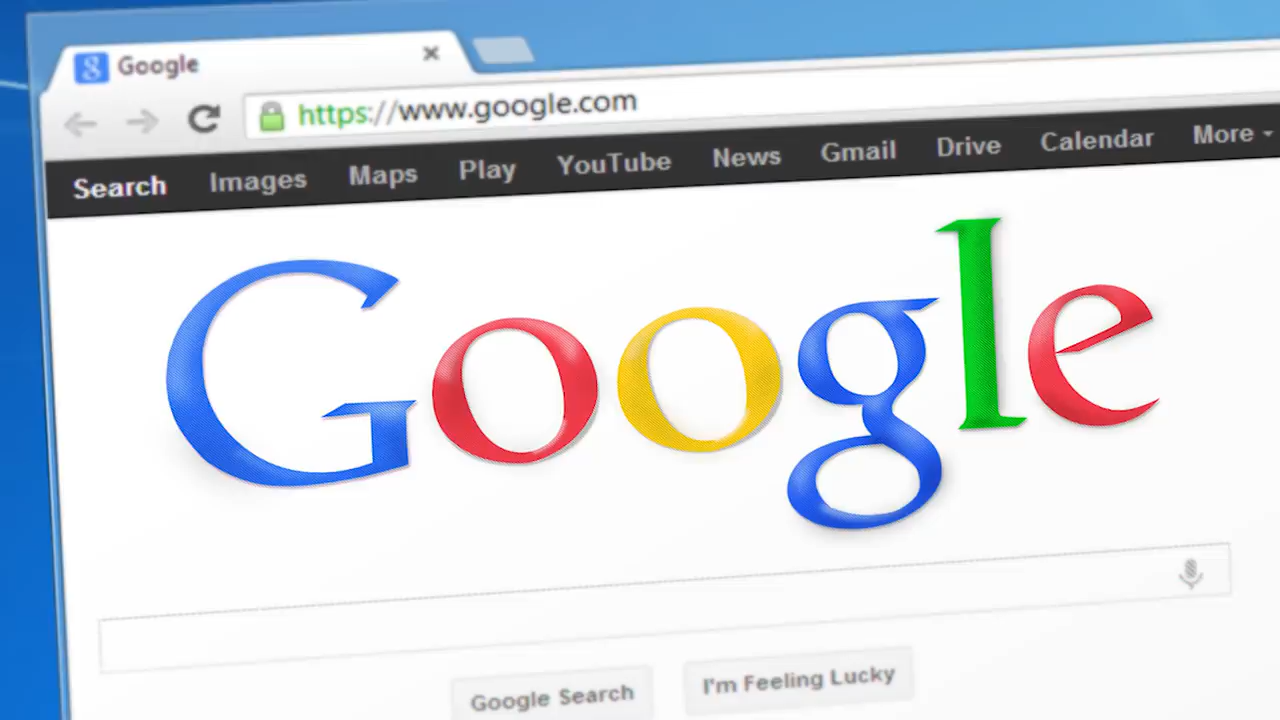 Google
https://www.google.com
Search Images Maps Play YouTube News Gmail Drive Calendar More
Google
Google Search I'm Feeling Lucky